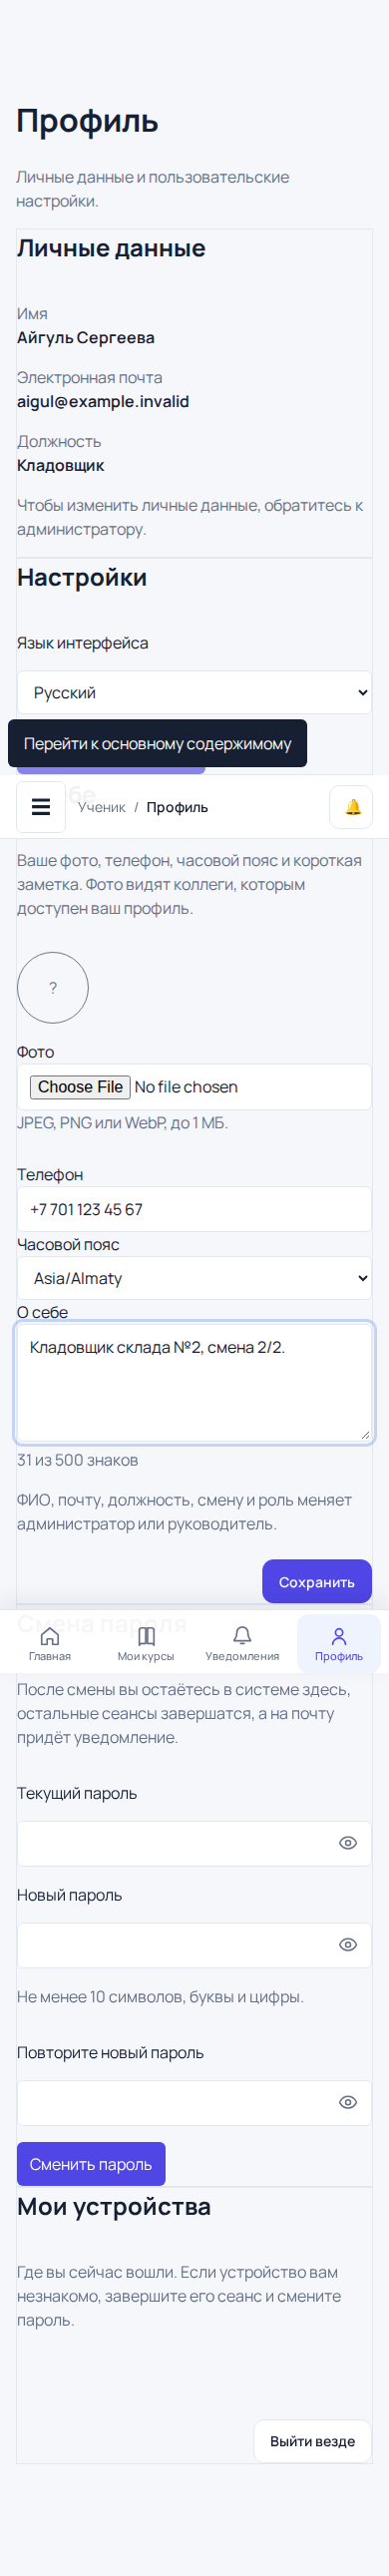 Профиль
Личные данные и пользовательские
настройки.
Личные данные
Имя
Айгуль Сергеева
Электронная почта
aigul@example.invalid
Должность
Кладовщик
Чтобы изменить личные данные, обратитесь к
администратору.
Настройки
Язык интерфейса
Русский
Перейти к основному содержимому
Ученик / Профиль
Ваше фото, телефон, часовой пояс и короткая
заметка. Фото видят коллеги, которым
доступен ваш профиль.
?
Фото
Choose File No file chosen
JPEG, PNG или WebP, до 1 МБ.
Телефон
+7 701 123 45 67
Часовой пояс
Asia/Almaty
О себе
Кладовщик склада №2, смена 2/2.
31 из 500 знаков
ФИО, почту, должность, смену и роль меняет
администратор или руководитель.
Сохранить
Смена пароля
Главная
Мои курсы
Уведомления
Профиль
После смены вы остаётесь в системе здесь,
остальные сеансы завершатся, а на почту
придёт уведомление.
Текущий пароль
Новый пароль
Не менее 10 символов, буквы и цифры.
Повторите новый пароль
Сменить пароль
Мои устройства
Где вы сейчас вошли. Если устройство вам
незнакомо, завершите его сеанс и смените
пароль.
Выйти везде